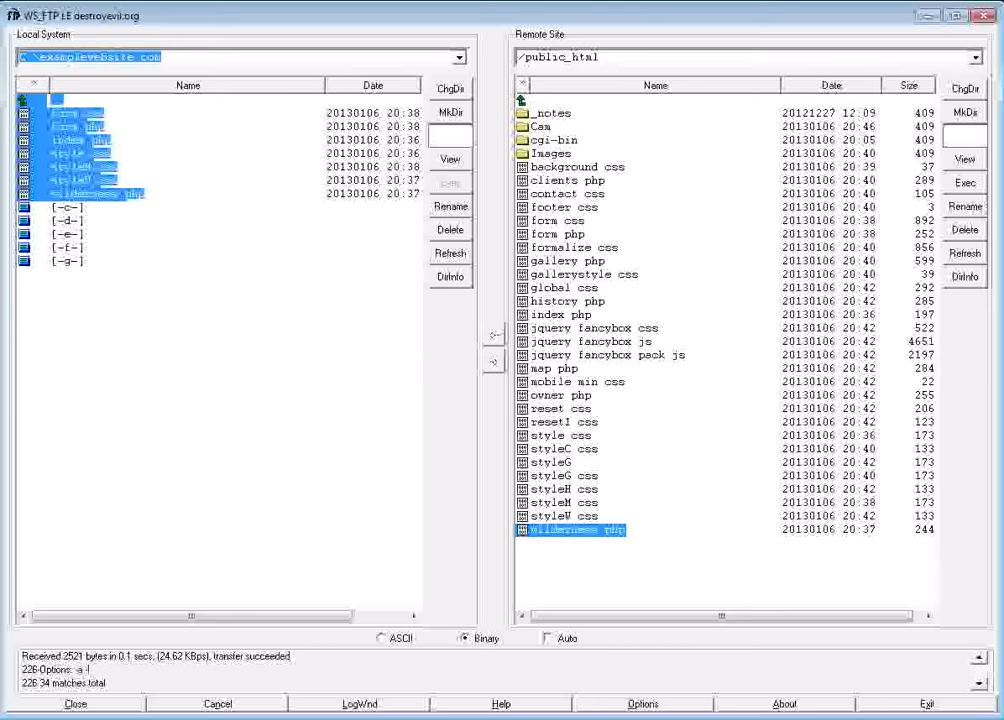 WS_FTP LE destroyevil.org
Local System
Remote Site
C \examplewebsite com
/public_html
^ Name Date
ChgDir
^ Name Date Size
ChgDir
MkDir
MkDir
View
View
Exec
Rename
Rename
Delete
Delete
Refresh
Refresh
DirInfo
DirInfo
form css 20130106 20:38
form php 20130106 20:38
index php 20130106 20:36
style css 20130106 20:36
styleM css 20130106 20:38
css 20130106 20:37
wilderness php 20130106 20:37
[-c-]
[-d-]
[-e-]
[-f-]
[-g-]
_notes 20121227 12:09 409
Cam 20130106 20:46 409
cgi-bin 20130106 20:05 409
Images 20130106 20:40 409
background css 20130106 20:39 37
clients php 20130106 20:40 289
contact css 20130106 20:40 105
footer css 20130106 20:40 3
form css 20130106 20:38 892
form php 20130106 20:38 252
formalize css 20130106 20:40 856
gallery php 20130106 20:40 599
gallerystyle css 20130106 20:40 39
global css 20130106 20:42 292
history php 20130106 20:42 285
index php 20130106 20:36 197
jquery fancybox css 20130106 20:42 522
jquery fancybox js 20130106 20:42 4651
jquery fancybox pack js 20130106 20:42 2197
map php 20130106 20:42 284
mobile min css 20130106 20:42 22
owner php 20130106 20:42 255
reset css 20130106 20:42 206
reset1 css 20130106 20:42 123
style css 20130106 20:36 173
styleC css 20130106 20:40 133
styleG 20130106 20:42 173
styleG css 20130106 20:40 173
styleH css 20130106 20:42 133
styleM css 20130106 20:38 173
styleW css 20130106 20:42 133
wilderness php 20130106 20:37 244
ASCII
Binary
Auto
Received 2521 bytes in 0.1 secs, (24.62 KBps), transfer succeeded
226-Options: -a -l
226 34 matches total
Close
Cancel
LogWnd
Help
Options
About
Exit